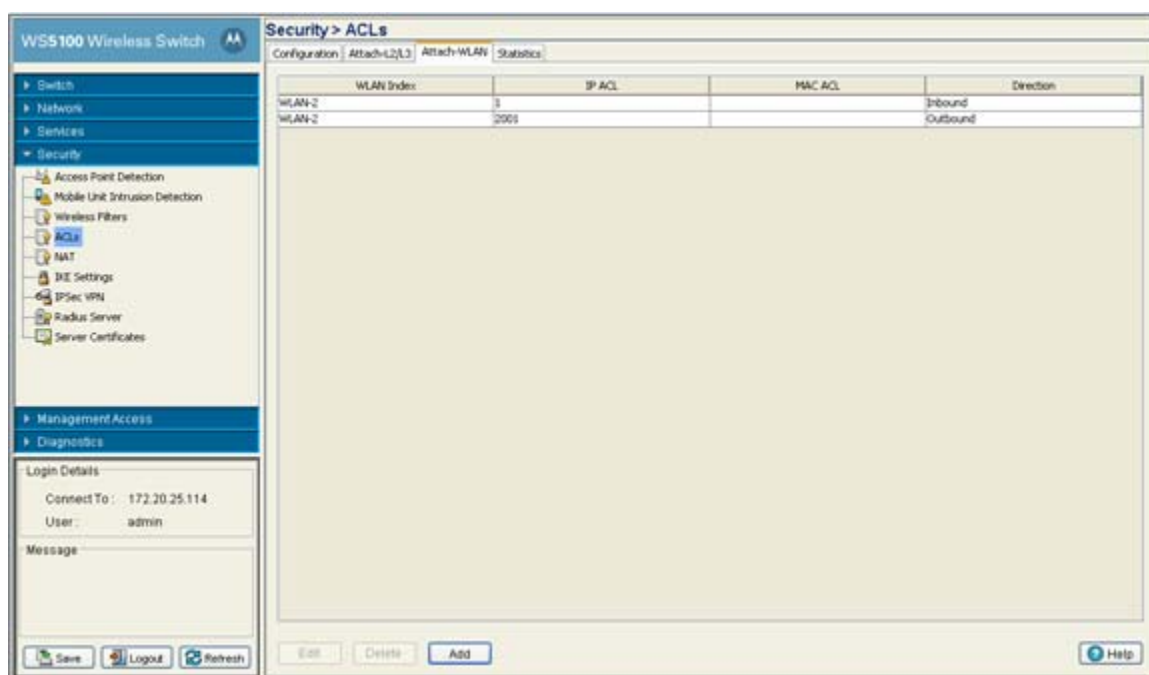 WS5100 Wireless Switch
Security > ACLs
Configuration Attach-L2/L3 Attach-WLAN Statistics
Switch
Network
Services
Security
Access Point Detection
Mobile Unit Intrusion Detection
Wireless Filters
ACLs
NAT
IKE Settings
IPSec VPN
Radius Server
Server Certificates
Management Access
Diagnostics
Login Details
Connect To : 172.20.25.114
User : admin
Message
Save Logout Refresh
WLAN Index IP ACL MAC ACL Direction
WLAN-2 1 Inbound
WLAN-2 2001 Outbound
Edit Delete Add
Help